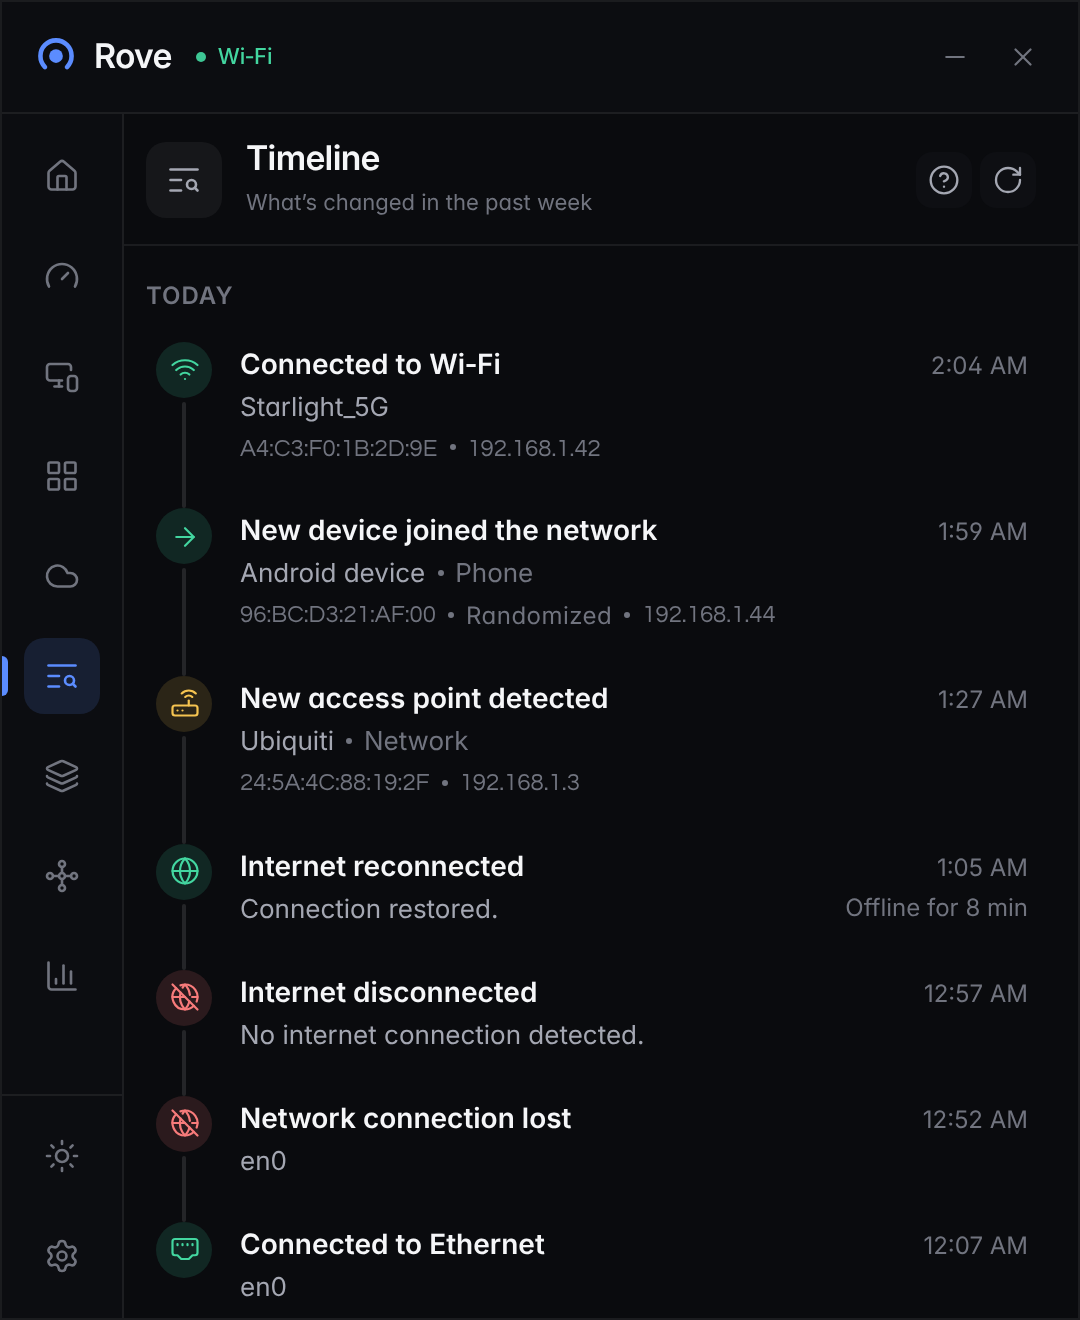 Rove • Wi-Fi
Timeline
What's changed in the past week
TODAY
Connected to Wi-Fi 2:04 AM
Starlight_5G
A4:C3:F0:1B:2D:9E • 192.168.1.42
New device joined the network 1:59 AM
Android device • Phone
96:BC:D3:21:AF:00 • Randomized • 192.168.1.44
New access point detected 1:27 AM
Ubiquiti • Network
24:5A:4C:88:19:2F • 192.168.1.3
Internet reconnected 1:05 AM
Connection restored. Offline for 8 min
Internet disconnected 12:57 AM
No internet connection detected.
Network connection lost 12:52 AM
en0
Connected to Ethernet 12:07 AM
en0